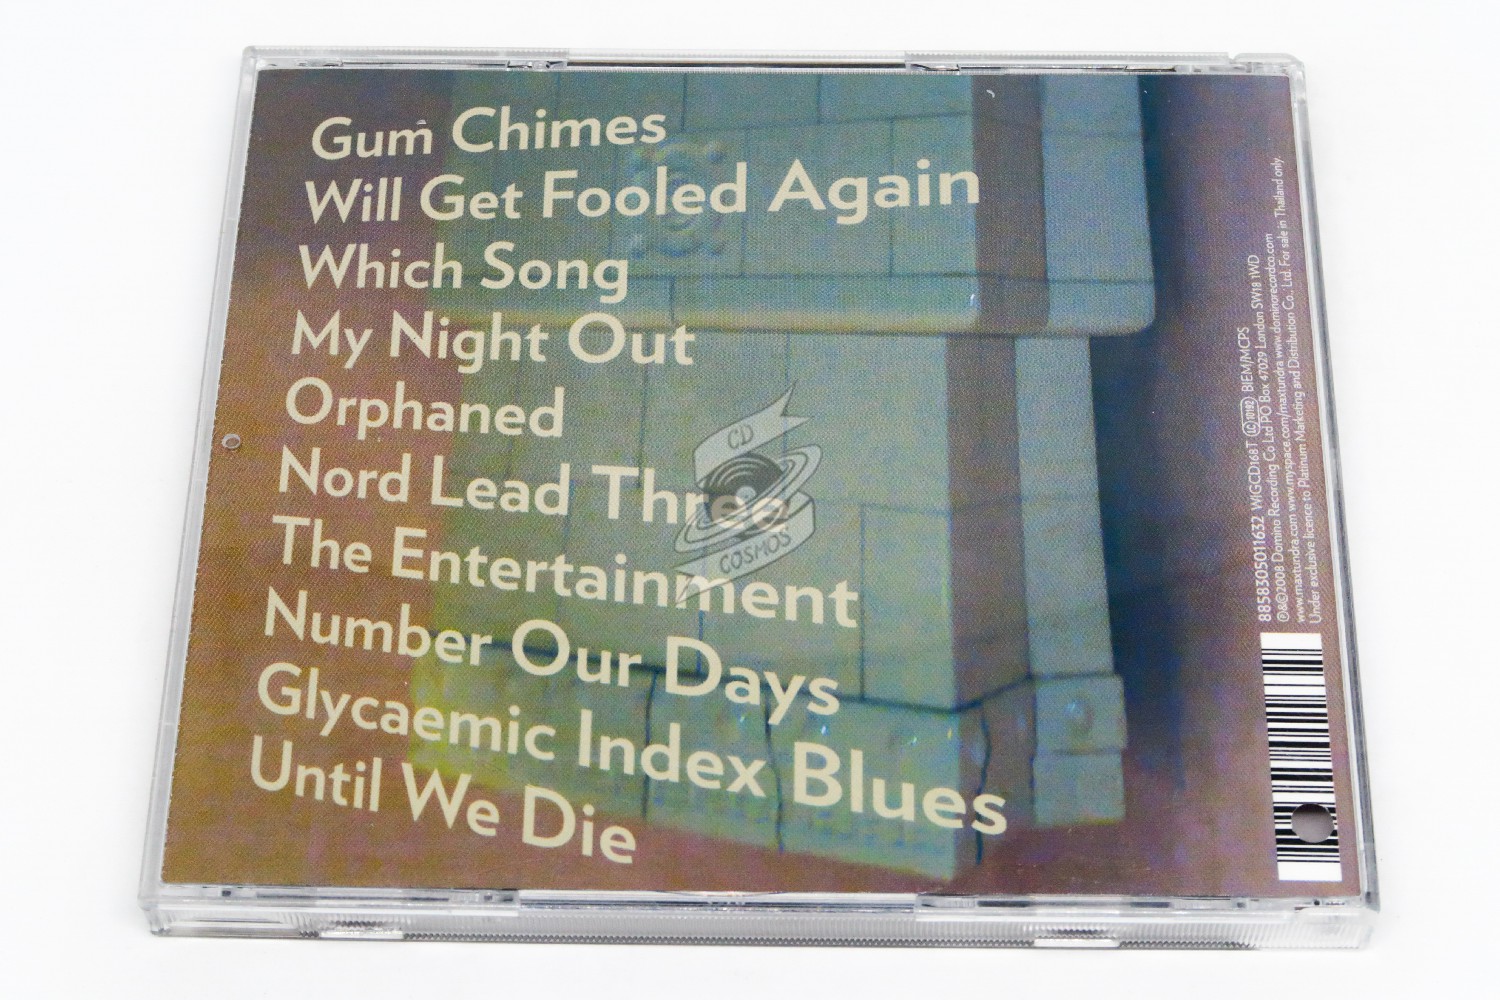 Gum Chimes
Will Get Fooled Again
Which Song
My Night Out
Orphaned
Nord Lead Three
The Entertainment
Number Our Days
Glycaemic Index Blues
Until We Die
CD
COSMOS
8858305011632 WIGCD168T LC 10192 BIEM/MCPS
℗&©2008 Domino Recording Co Ltd PO Box 47029 London SW18 1WD
www.maxtundra.com www.myspace.com/maxtundra www.dominorecordco.com
Under exclusive licence to Platinum Marketing and Distribution Co., Ltd. For sale in Thailand only.